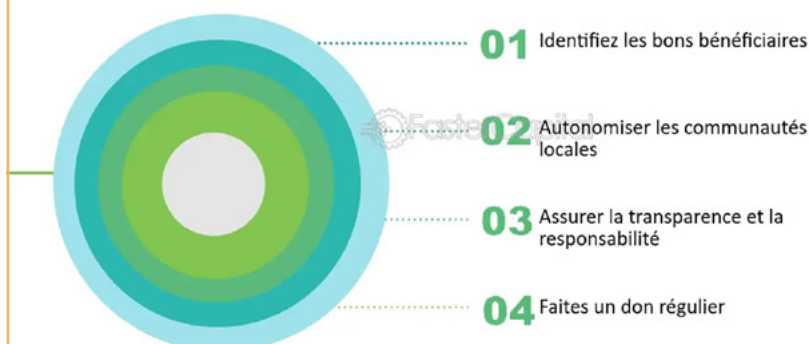 01 Identifiez les bons bénéficiaires
FasterCapital
02 Autonomiser les communautés
locales
03 Assurer la transparence et la
responsabilité
04 Faites un don régulier